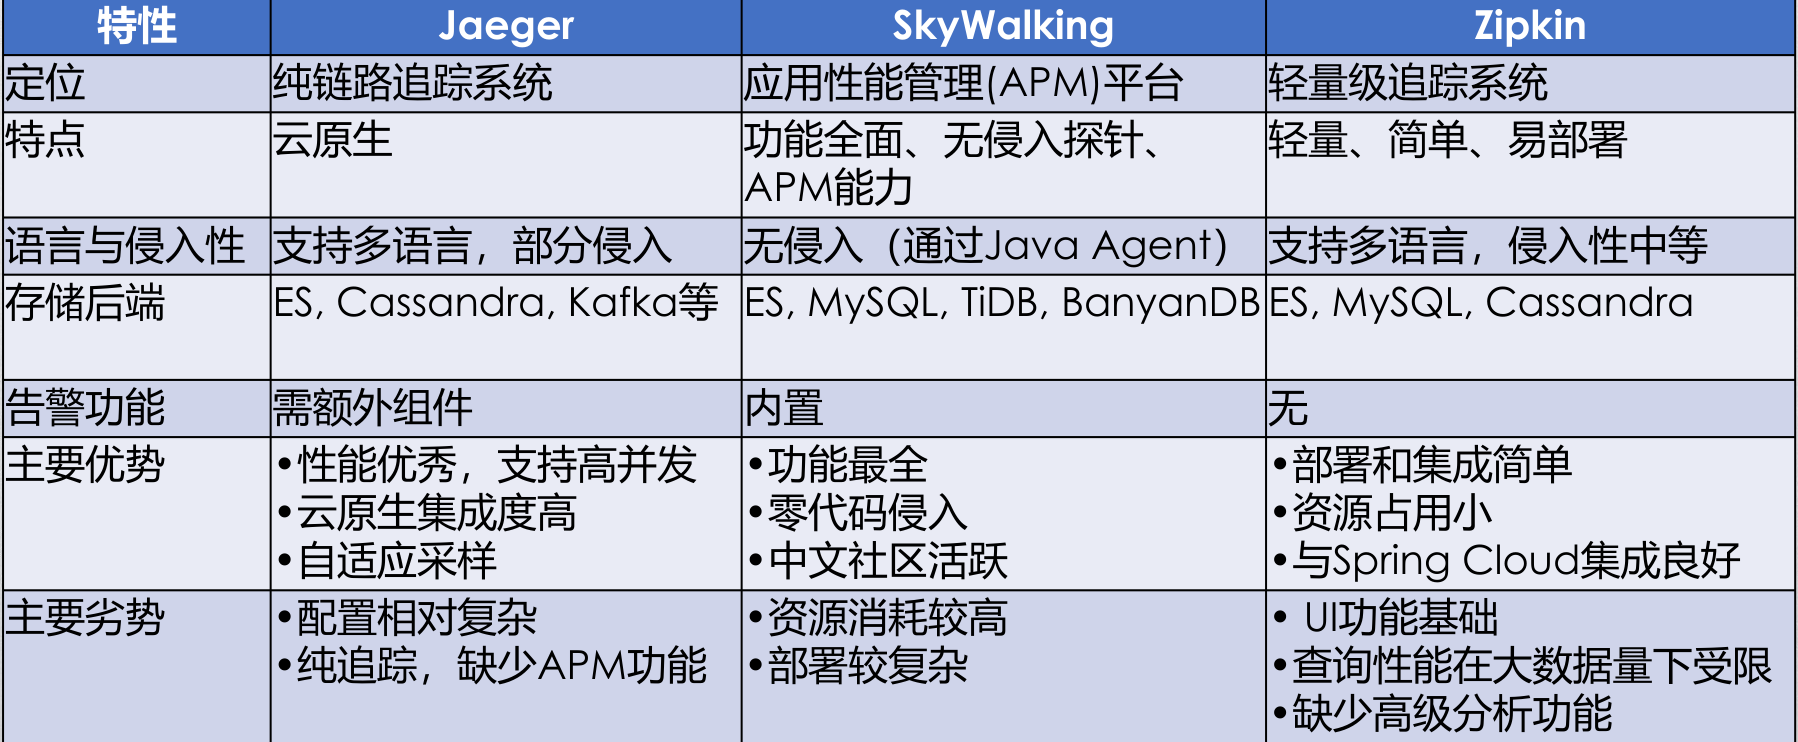 特性 Jaeger SkyWalking Zipkin
定位 纯链路追踪系统 应用性能管理(APM)平台 轻量级追踪系统
特点 云原生 功能全面、无侵入探针、 轻量、简单、易部署
APM能力
语言与侵入性 支持多语言，部分侵入 无侵入（通过Java Agent） 支持多语言，侵入性中等
存储后端 ES, Cassandra, Kafka等 ES, MySQL, TiDB, BanyanDB ES, MySQL, Cassandra
告警功能 需额外组件 内置 无
主要优势 •性能优秀，支持高并发 •功能最全 •部署和集成简单
•云原生集成度高 •零代码侵入 •资源占用小
•自适应采样 •中文社区活跃 •与Spring Cloud集成良好
主要劣势 •配置相对复杂 •资源消耗较高 • UI功能基础
•纯追踪，缺少APM功能 •部署较复杂 •查询性能在大数据量下受限
•缺少高级分析功能